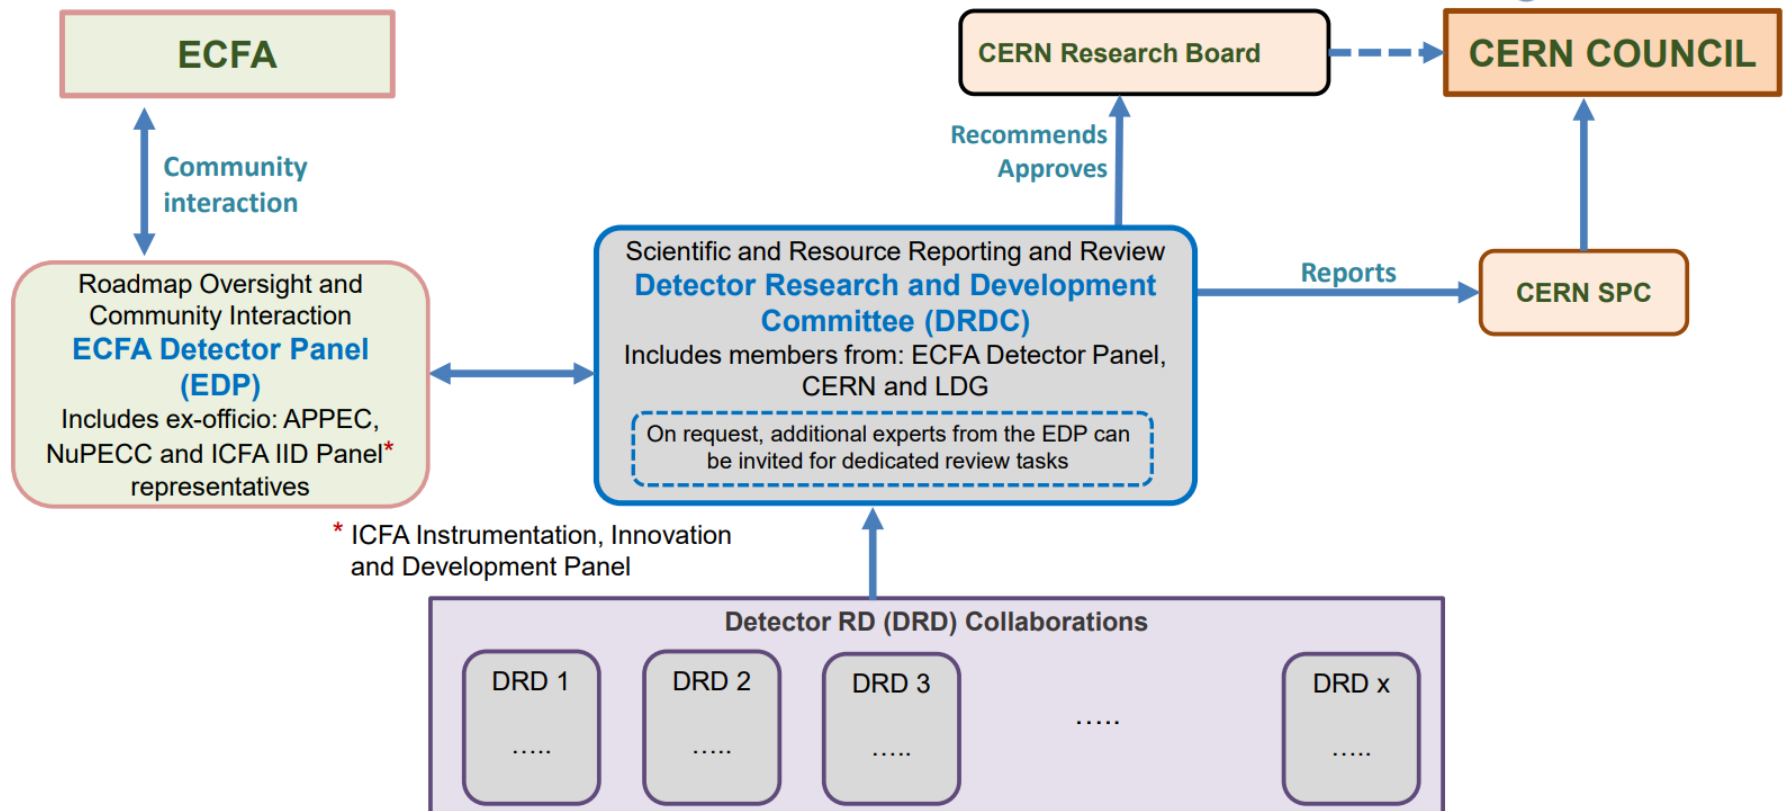 ECFA
CERN Research Board
CERN COUNCIL
Community
interaction
Recommends
Approves
Roadmap Oversight and
Community Interaction
ECFA Detector Panel
(EDP)
Includes ex-officio: APPEC,
NuPECC and ICFA IID Panel*
representatives
Scientific and Resource Reporting and Review
Detector Research and Development
Committee (DRDC)
Includes members from: ECFA Detector Panel,
CERN and LDG
On request, additional experts from the EDP can
be invited for dedicated review tasks
Reports
CERN SPC
* ICFA Instrumentation, Innovation
and Development Panel
Detector RD (DRD) Collaborations
DRD 1
.....
DRD 2
.....
DRD 3
.....
.....
DRD x
.....